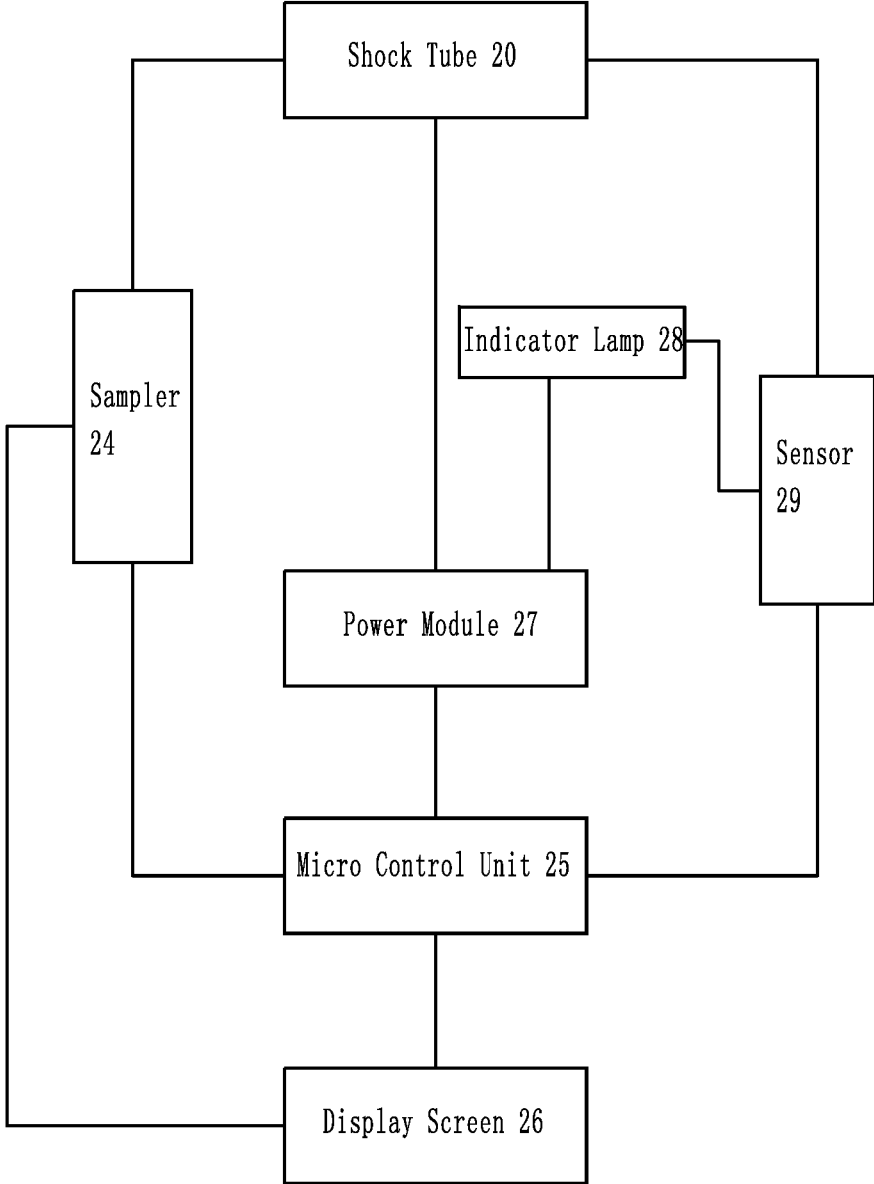 Shock Tube 20
Indicator Lamp 28
Sampler
24
Sensor
29
Power Module 27
Micro Control Unit 25
Display Screen 26